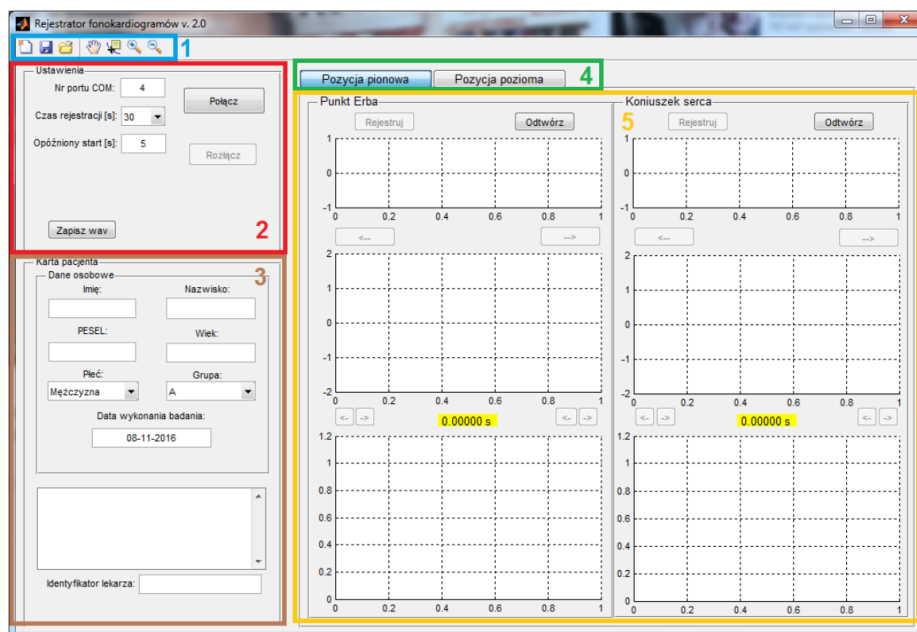 Rejestrator fonokardiogramów v. 2.0
1
Ustawienia
Nr portu COM: 4
Połącz
Czas rejestracji [s]: 30
Opóźniony start [s]: 5
Rozłącz
Zapisz wav
2
Karta pacjenta
3
Dane osobowe
Imię: Nazwisko:
PESEL: Wiek:
Płeć: Grupa:
Mężczyzna A
Data wykonania badania:
08-11-2016
Identyfikator lekarza:
Pozycja pionowa Pozycja pozioma 4
Punkt Erba
Rejestruj Odtwórz
1
0
-1
0 0.2 0.4 0.6 0.8 1
<-- -->
2
1
0
-1
-2
0 0.2 0.4 0.6 0.8 1
<- -> 0.00000 s <- ->
1.2
1
0.8
0.6
0.4
0.2
0
0 0.2 0.4 0.6 0.8 1
Koniuszek serca
5 Rejestruj Odtwórz
1
0
-1
0 0.2 0.4 0.6 0.8 1
<-- -->
2
1
0
-1
-2
0 0.2 0.4 0.6 0.8 1
<- -> 0.00000 s <- ->
1.2
1
0.8
0.6
0.4
0.2
0
0 0.2 0.4 0.6 0.8 1